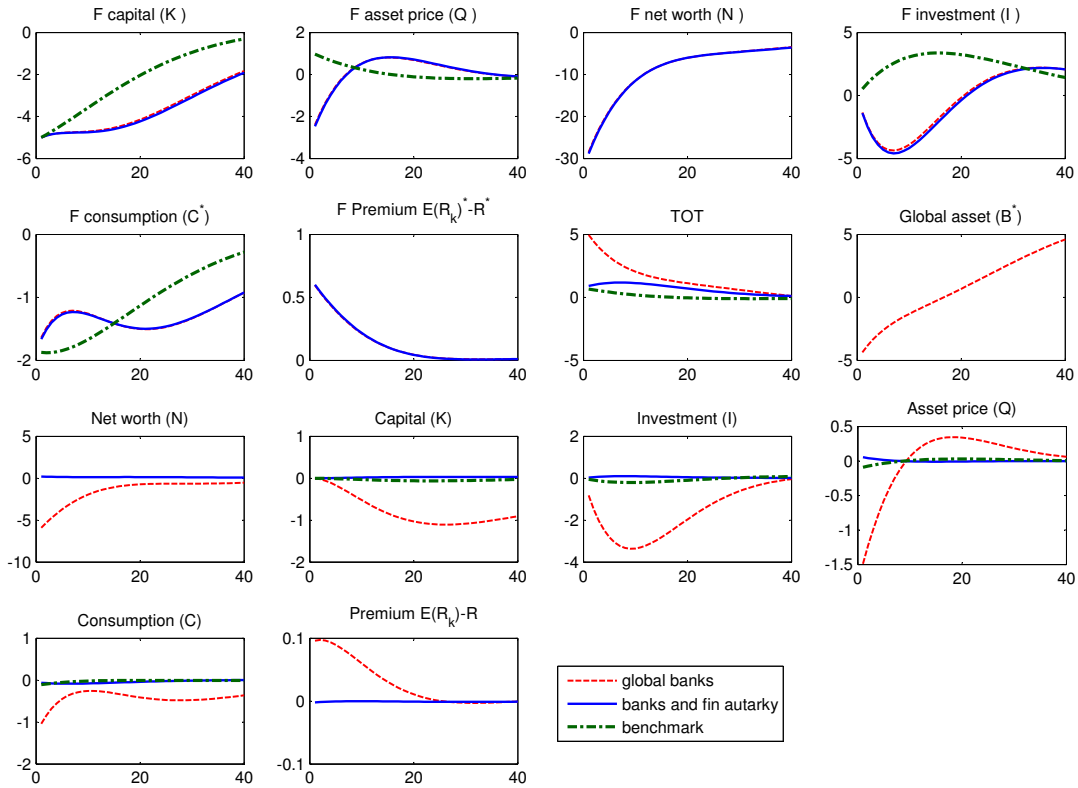 F capital (K )
0
-2
-4
-6
0 20 40
F asset price (Q )
2
0
-2
-4
0 20 40
F net worth (N )
0
-10
-20
-30
0 20 40
F investment (I )
5
0
-5
0 20 40
F consumption (C*)
0
-1
-2
0 20 40
F Premium E(R_k)*-R*
1
0.5
0
0 20 40
TOT
5
0
-5
0 20 40
Global asset (B*)
5
0
-5
0 20 40
Net worth (N)
5
0
-5
-10
0 20 40
Capital (K)
1
0
-1
-2
0 20 40
Investment (I)
2
0
-2
-4
0 20 40
Asset price (Q)
0.5
0
-0.5
-1
-1.5
0 20 40
Consumption (C)
1
0
-1
-2
0 20 40
Premium E(R_k)-R
0.1
0
-0.1
0 20 40
global banks
banks and fin autarky
benchmark